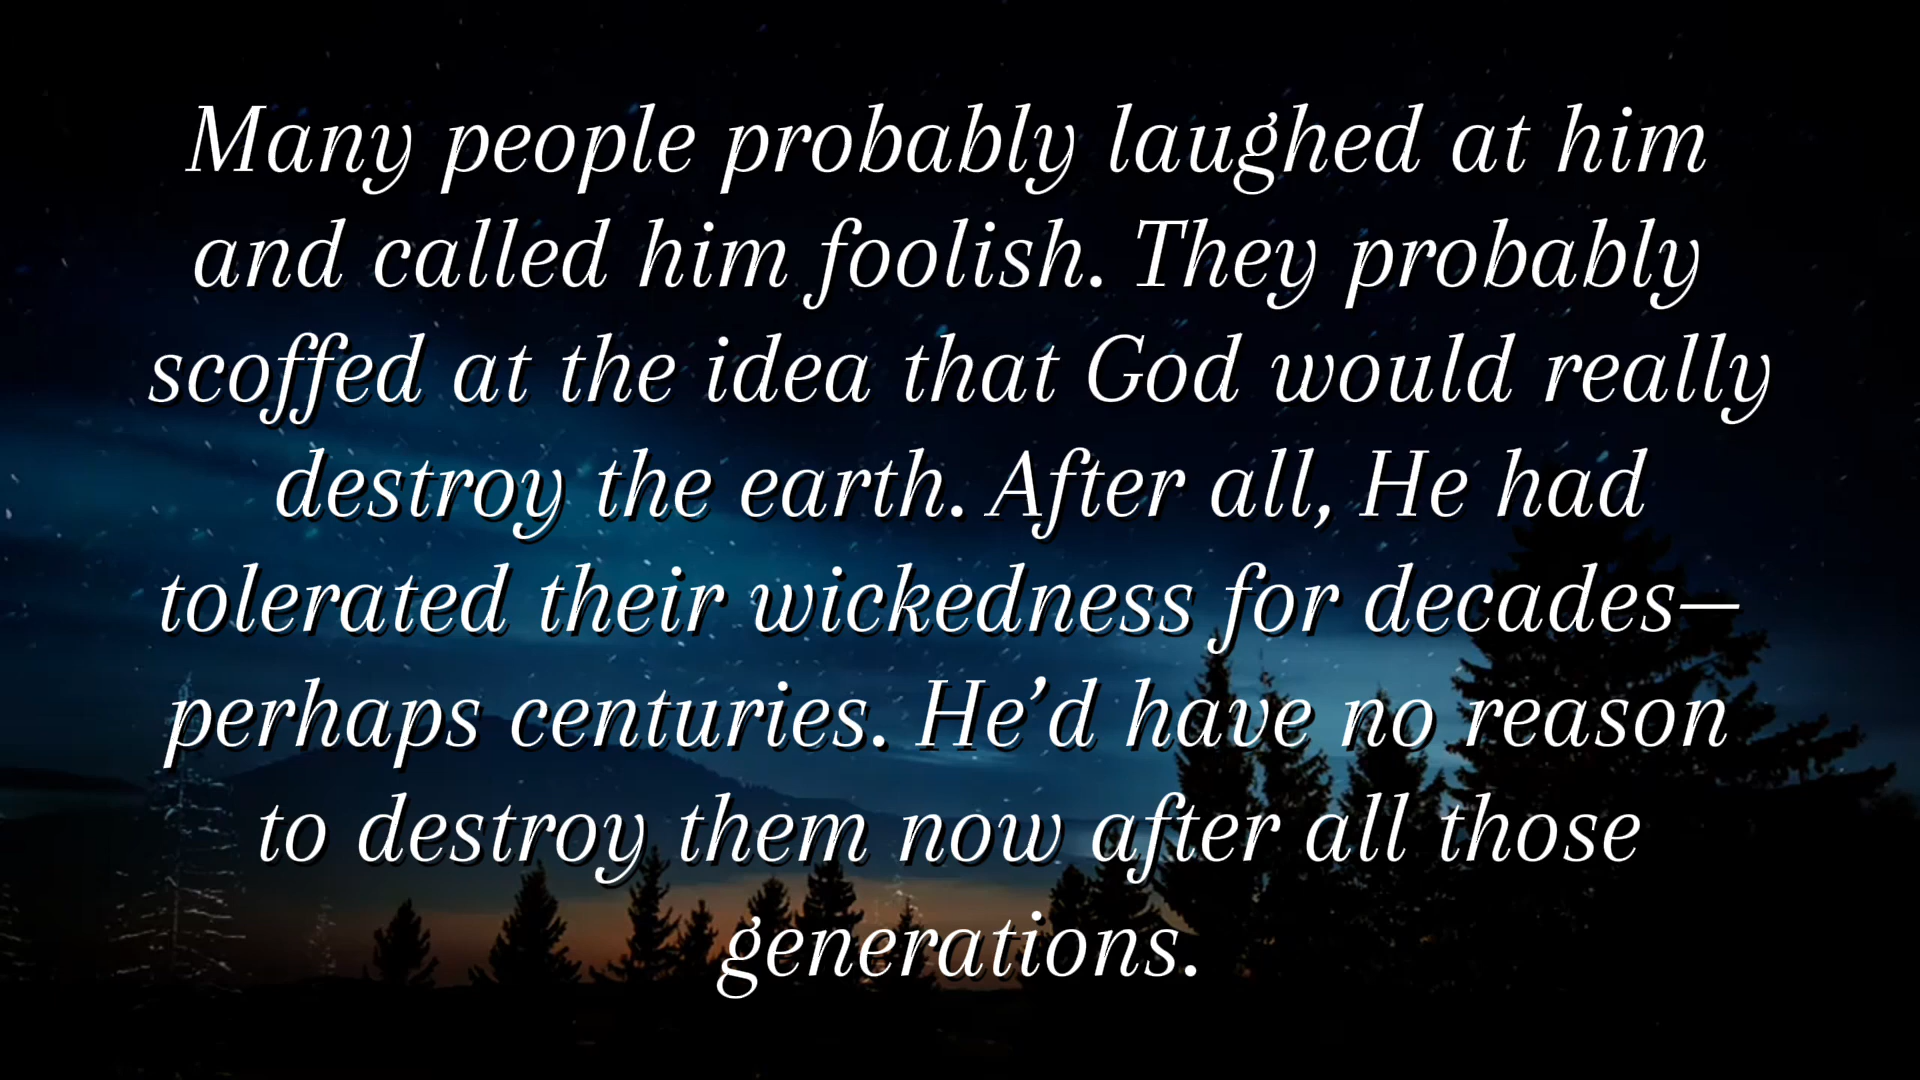 Many people probably laughed at him
and called him foolish. They probably
scoffed at the idea that God would really
destroy the earth. After all, He had
tolerated their wickedness for decades—
perhaps centuries. He’d have no reason
to destroy them now after all those
generations.